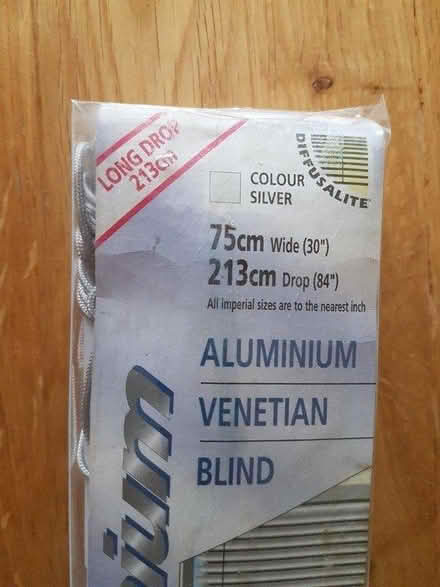 LONG DROP
213CM
DIFFUSALITE
COLOUR
SILVER
75cm Wide (30")
213cm Drop (84")
All imperial sizes are to the nearest inch
ALUMINIUM
VENETIAN
BLIND
ium